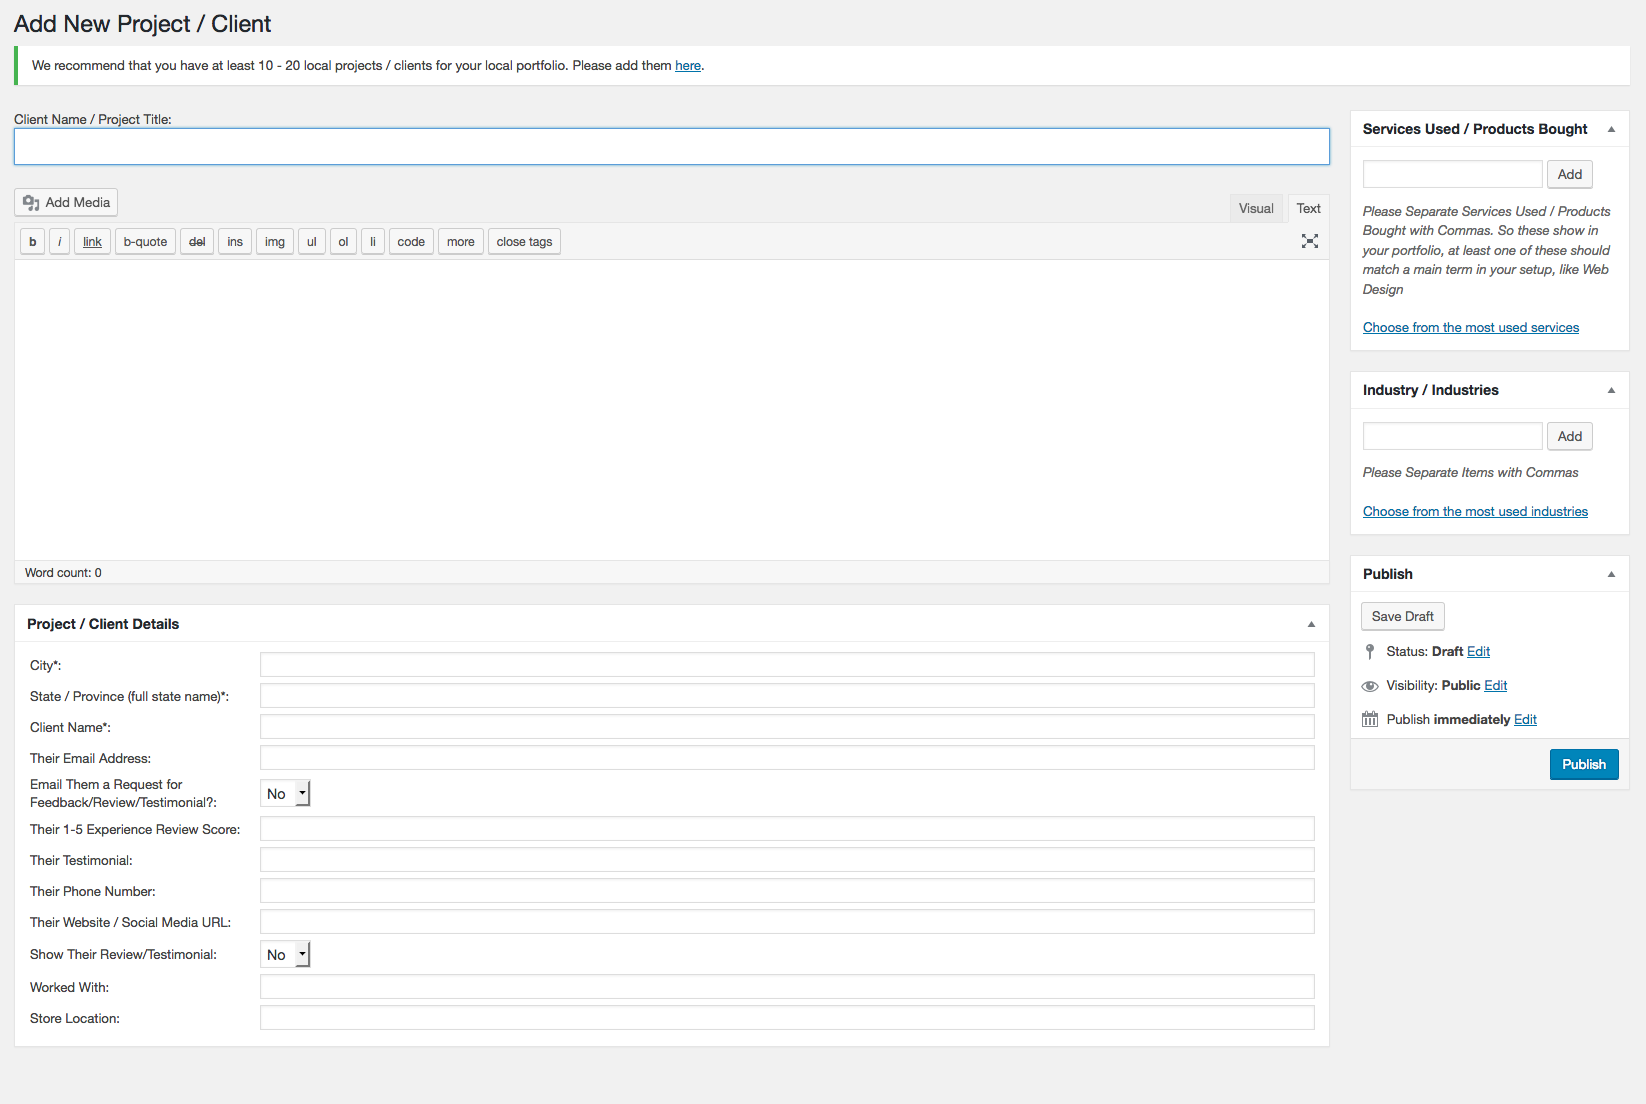 Add New Project / Client
We recommend that you have at least 10 - 20 local projects / clients for your local portfolio. Please add them here.
Client Name / Project Title:
Add Media
Visual
Text
b
i
link
b-quote
del
ins
img
ul
ol
li
code
more
close tags
Word count: 0
Project / Client Details
City*:
State / Province (full state name)*:
Client Name*:
Their Email Address:
Email Them a Request for
Feedback/Review/Testimonial?:
No
Their 1-5 Experience Review Score:
Their Testimonial:
Their Phone Number:
Their Website / Social Media URL:
Show Their Review/Testimonial:
No
Worked With:
Store Location:
Services Used / Products Bought
Add
Please Separate Services Used / Products
Bought with Commas. So these show in
your portfolio, at least one of these should
match a main term in your setup, like Web
Design
Choose from the most used services
Industry / Industries
Add
Please Separate Items with Commas
Choose from the most used industries
Publish
Save Draft
Status: Draft Edit
Visibility: Public Edit
Publish immediately Edit
Publish